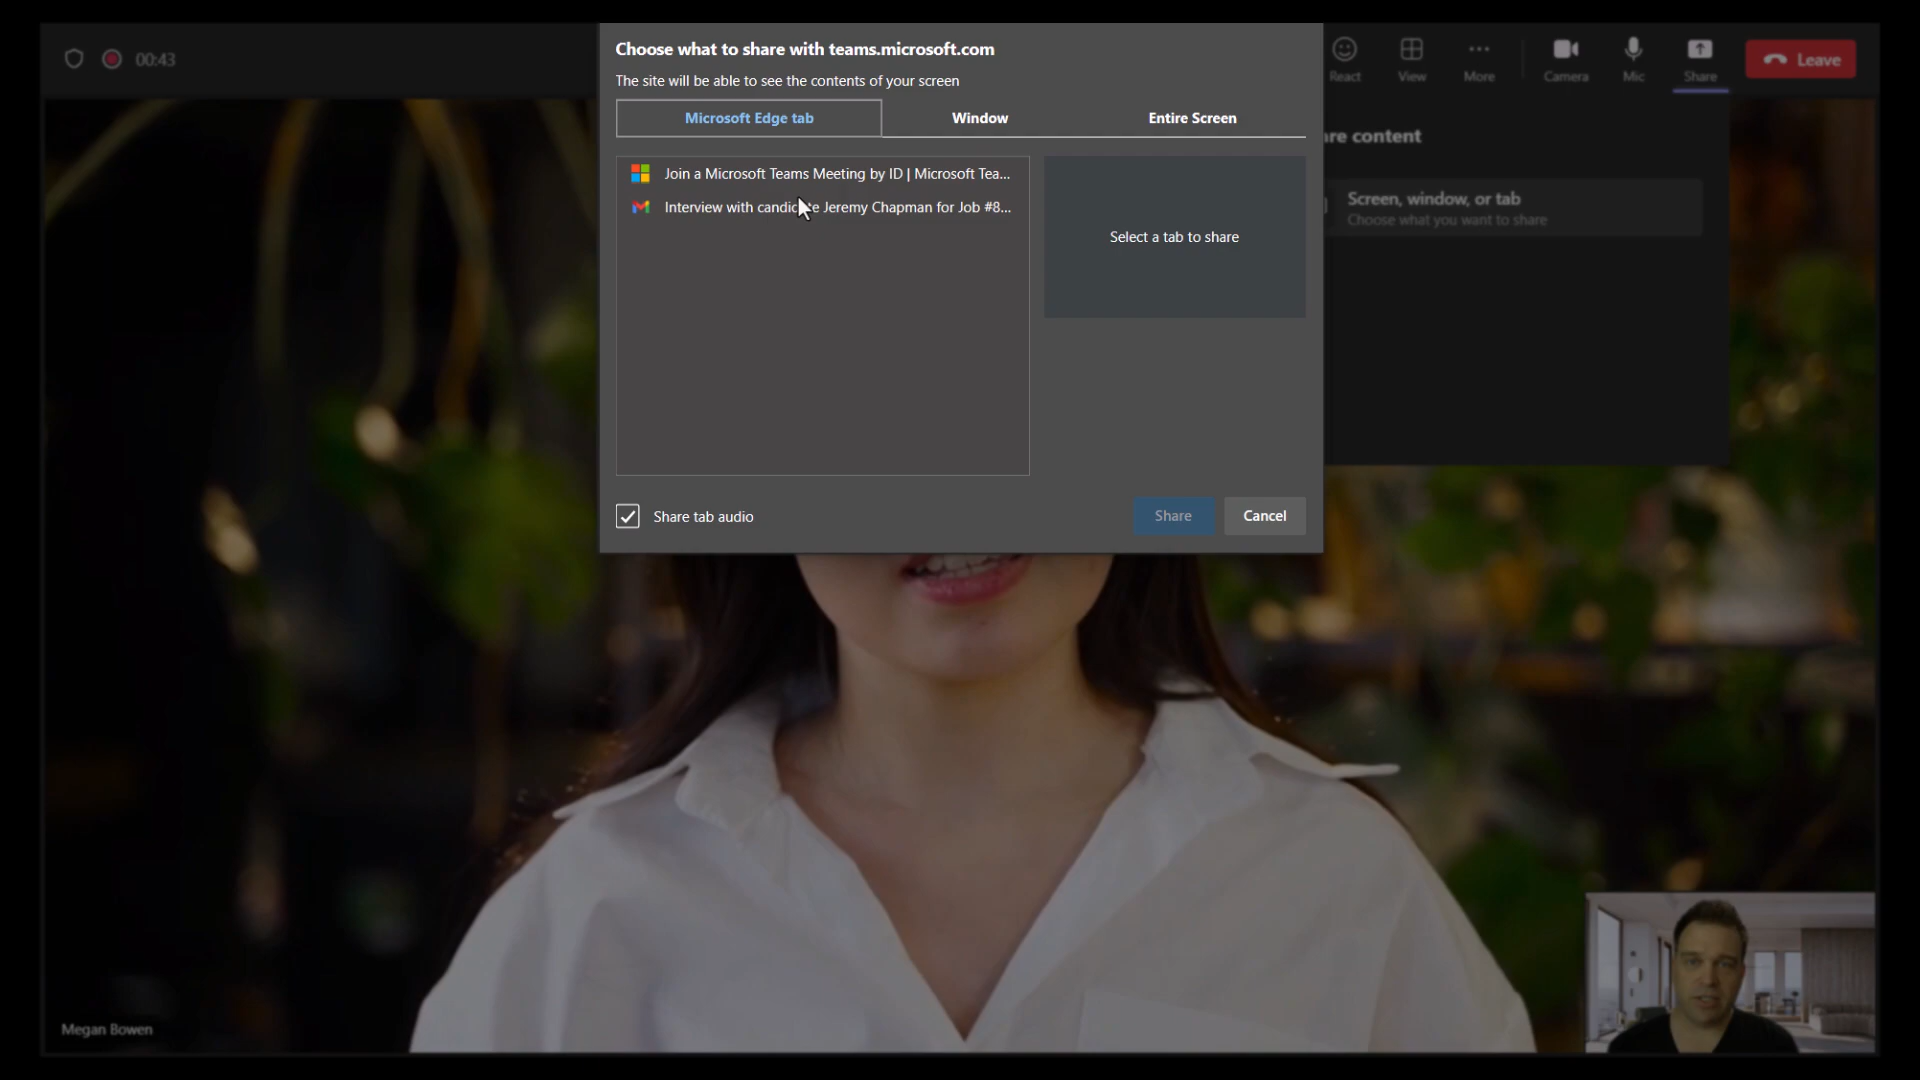 Choose what to share with teams.microsoft.com
The site will be able to see the contents of your screen
00:43
React
View
More
Camera
Mic
Share
Leave
Microsoft Edge tab
Window
Entire Screen
re content
Join a Microsoft Teams Meeting by ID | Microsoft Tea...
Interview with candid e Jeremy Chapman for Job #8...
Select a tab to share
Screen, window, or tab
Choose what you want to share
Share tab audio
Share
Cancel
Megan Bowen